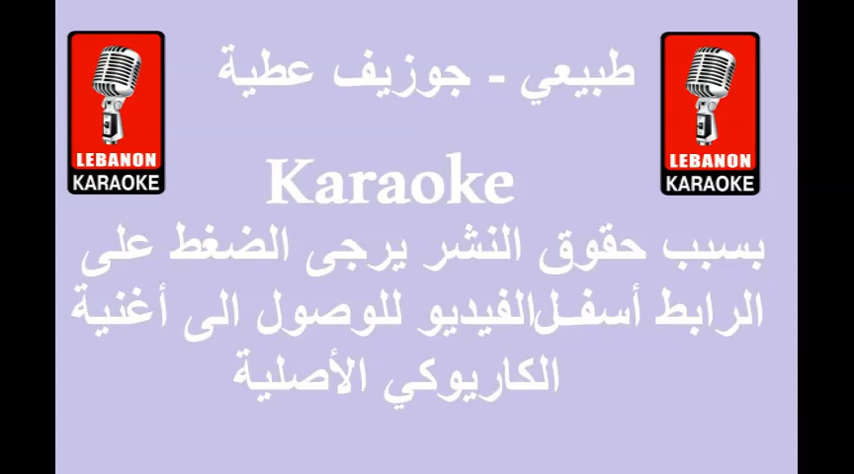 طبيعي - جوزيف عطية
LEBANON
KARAOKE
LEBANON
KARAOKE
Karaoke
بسبب حقوق النشر يرجى الضغط على
الرابط أسفـل الفيديو للوصول الى أغنية
الكاريوكي الأصلية